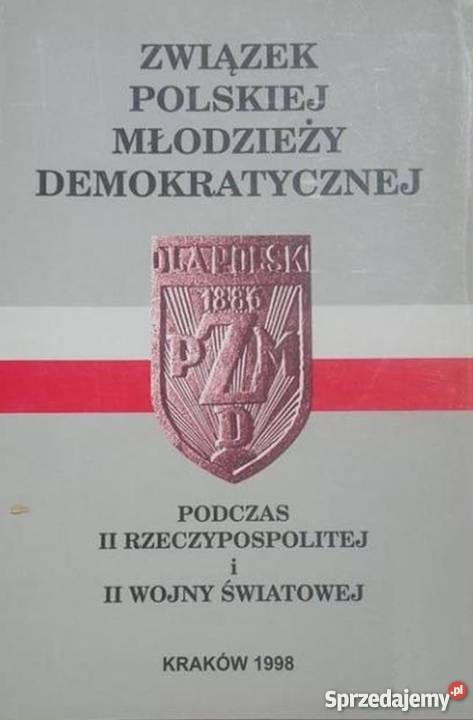 ZWIĄZEK
POLSKIEJ
MŁODZIEŻY
DEMOKRATYCZNEJ
DLA POLSKI
1886
P Z M
D
PODCZAS
II RZECZYPOSPOLITEJ
i
II WOJNY ŚWIATOWEJ
KRAKÓW 1998
Sprzedajemy.pl